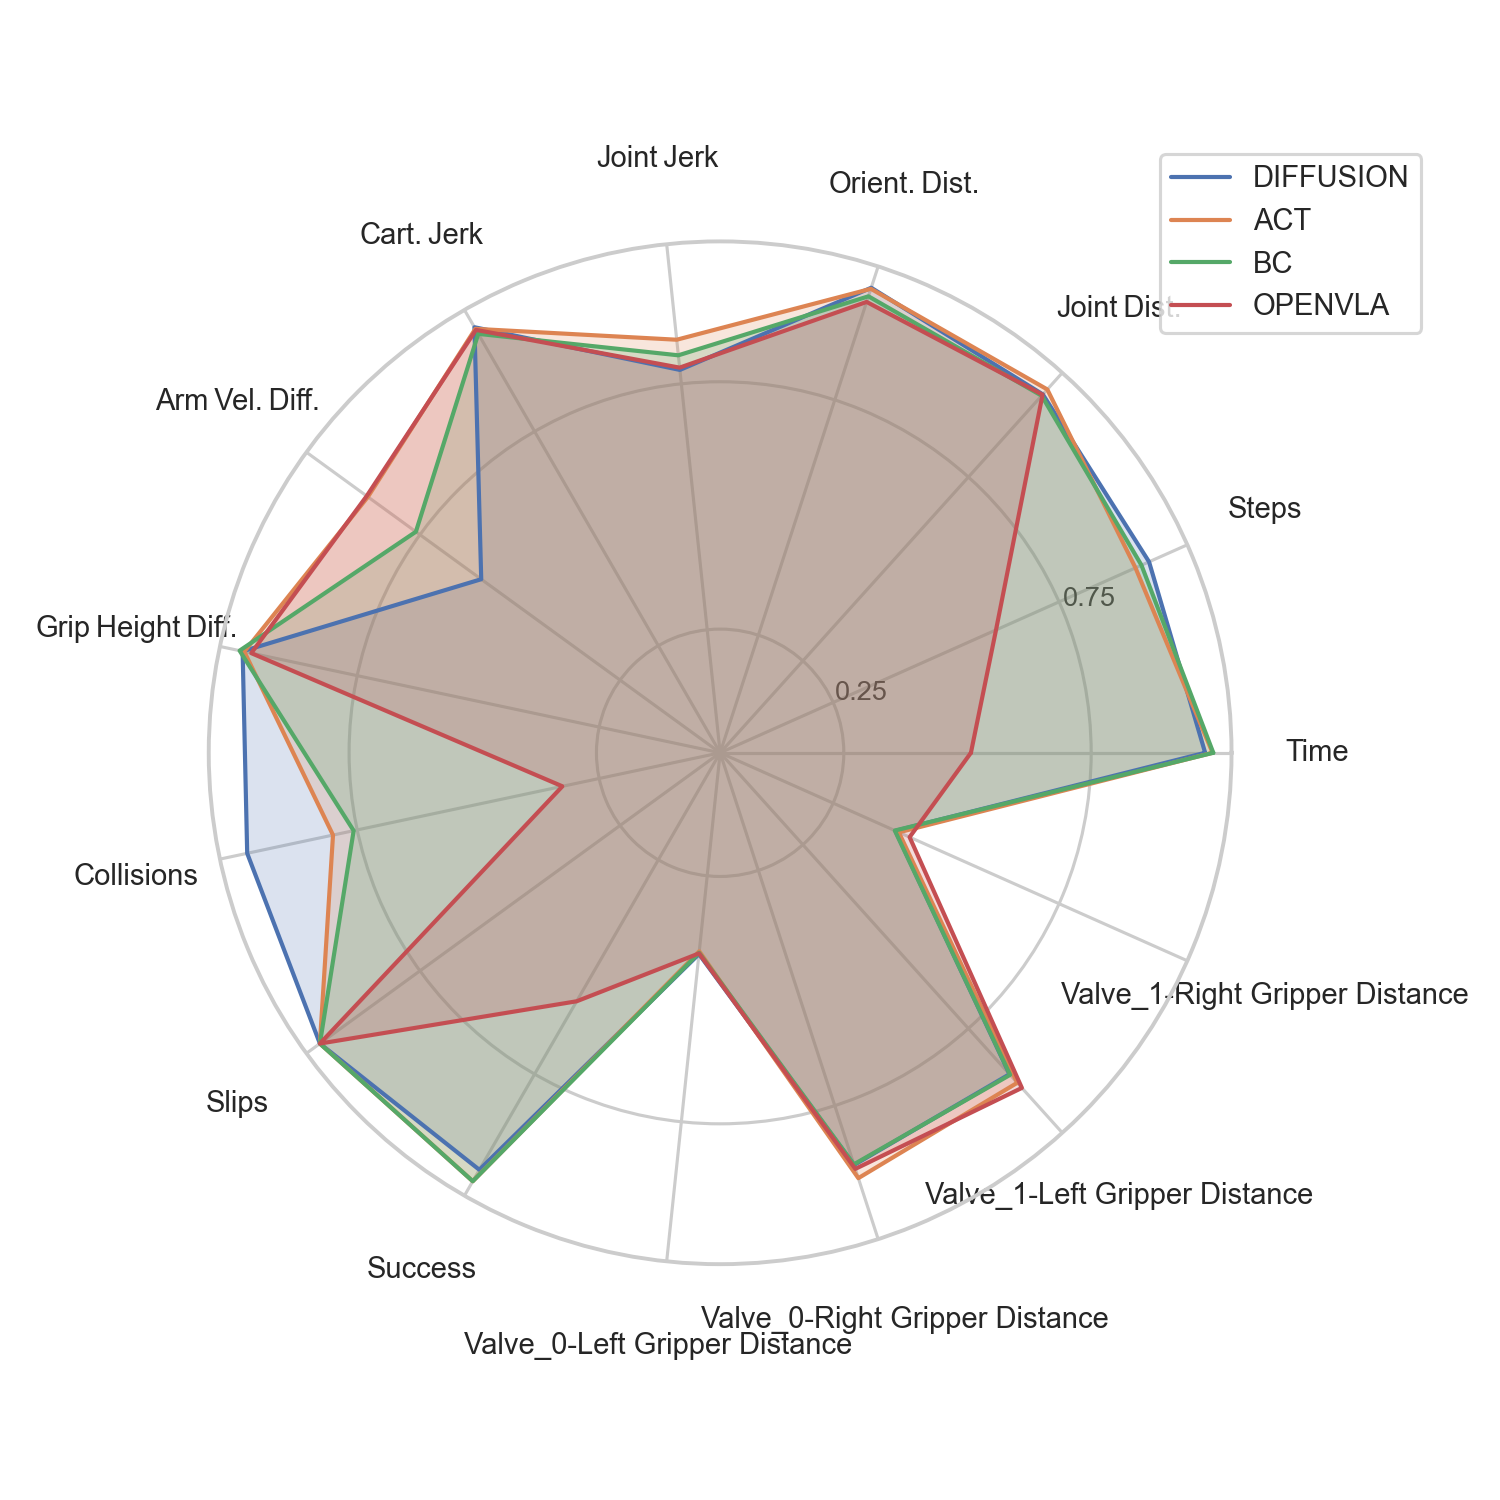 Joint Jerk
Orient. Dist.
DIFFUSION
ACT
BC
OPENVLA
Cart. Jerk
Joint Dist.
Arm Vel. Diff.
Steps
0.75
Grip Height Diff.
0.25
Time
Collisions
Valve_1-Right Gripper Distance
Slips
Valve_1-Left Gripper Distance
Success
Valve_0-Right Gripper Distance
Valve_0-Left Gripper Distance